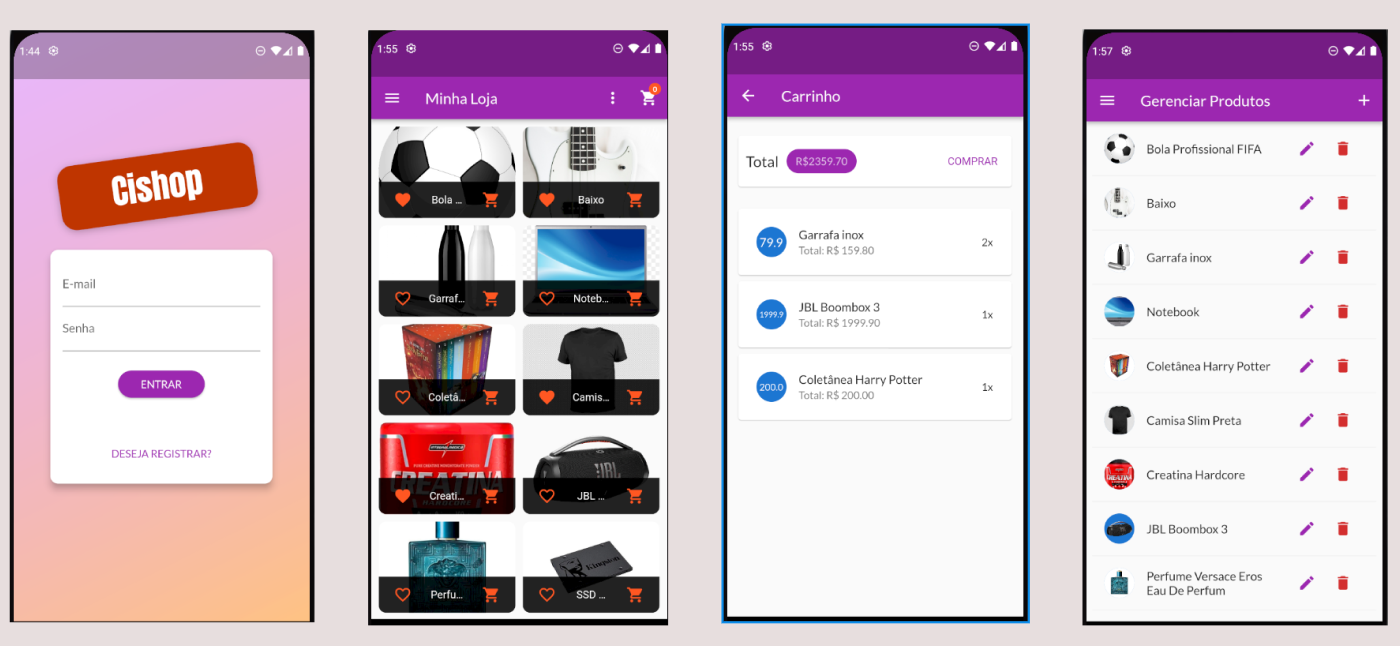 1:44
Cishop
E-mail
Senha
ENTRAR
DESEJA REGISTRAR?
1:55
Minha Loja
0
Bola ...
Baixo
Garraf...
Noteb...
Coletâ...
Camis...
CREATINA
Creati...
JBL
JBL ...
Perfu...
Kingston
SSD ...
1:55
Carrinho
Total
R$2359.70
COMPRAR
79.9
Garrafa inox
Total: R$ 159.80
2x
1999.9
JBL Boombox 3
Total: R$ 1999.90
1x
200.0
Coletânea Harry Potter
Total: R$ 200.00
1x
1:57
Gerenciar Produtos
Bola Profissional FIFA
Baixo
Garrafa inox
Notebook
Coletânea Harry Potter
Camisa Slim Preta
Creatina Hardcore
JBL Boombox 3
Perfume Versace Eros
Eau De Perfum